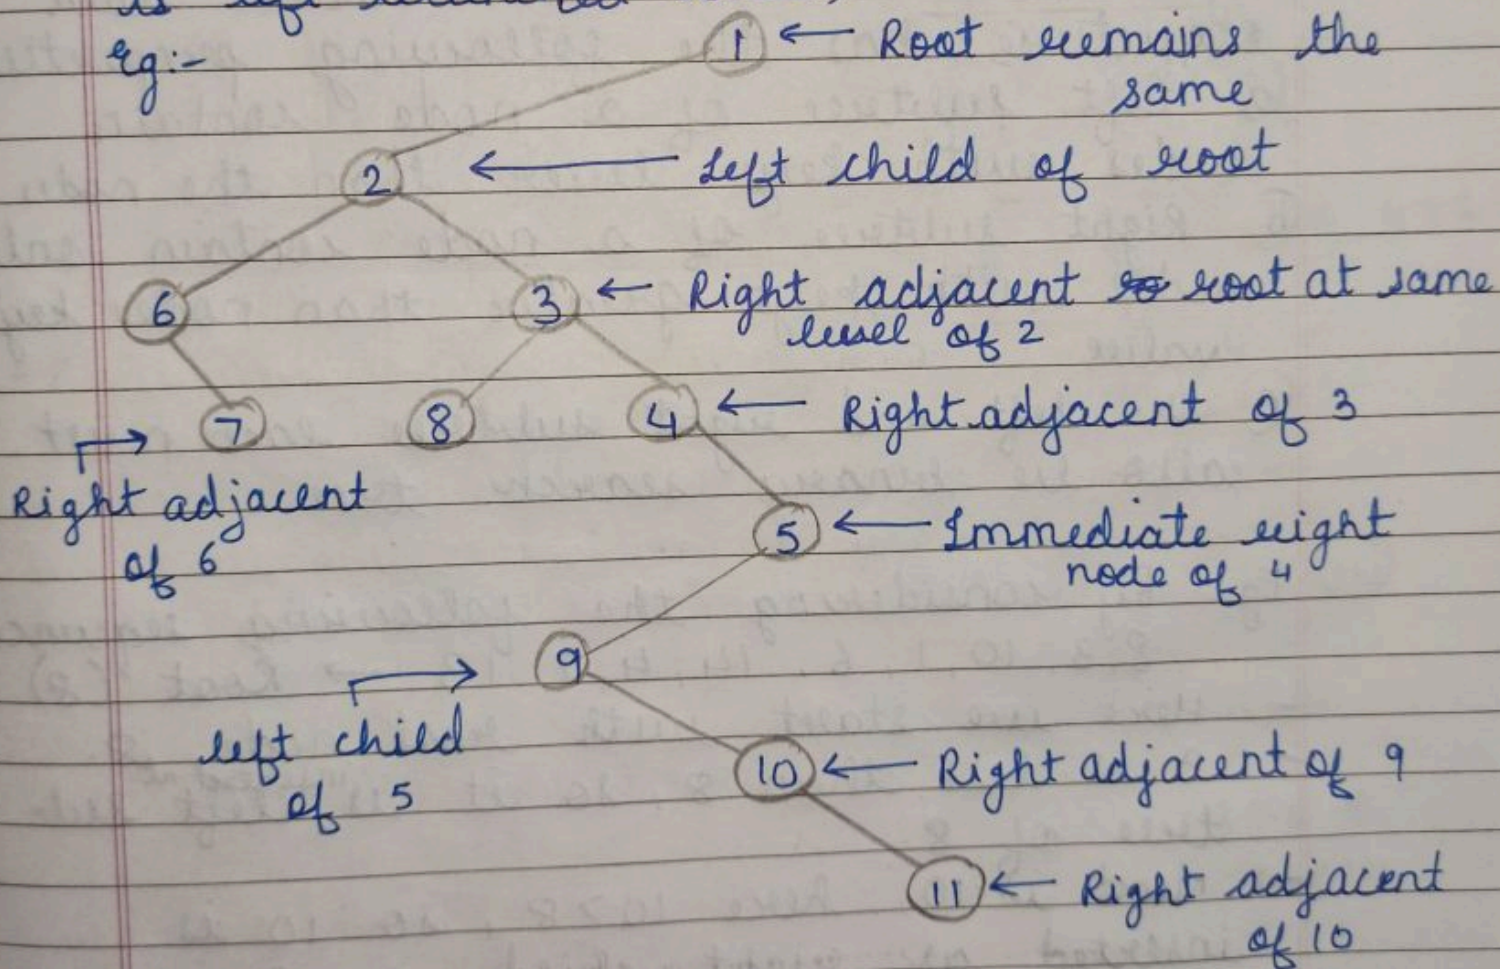 is left
Eg:-
1 ← Root remains the
same
2 ← Left child of root
6
3 ← Right adjacent root at same
level of 2
7
8
4 ← Right adjacent of 3
→
Right adjacent
of 6
5 ← Immediate right
node of 4
9
→
left child
of 5
10 ← Right adjacent of 9
11 ← Right adjacent
of 10